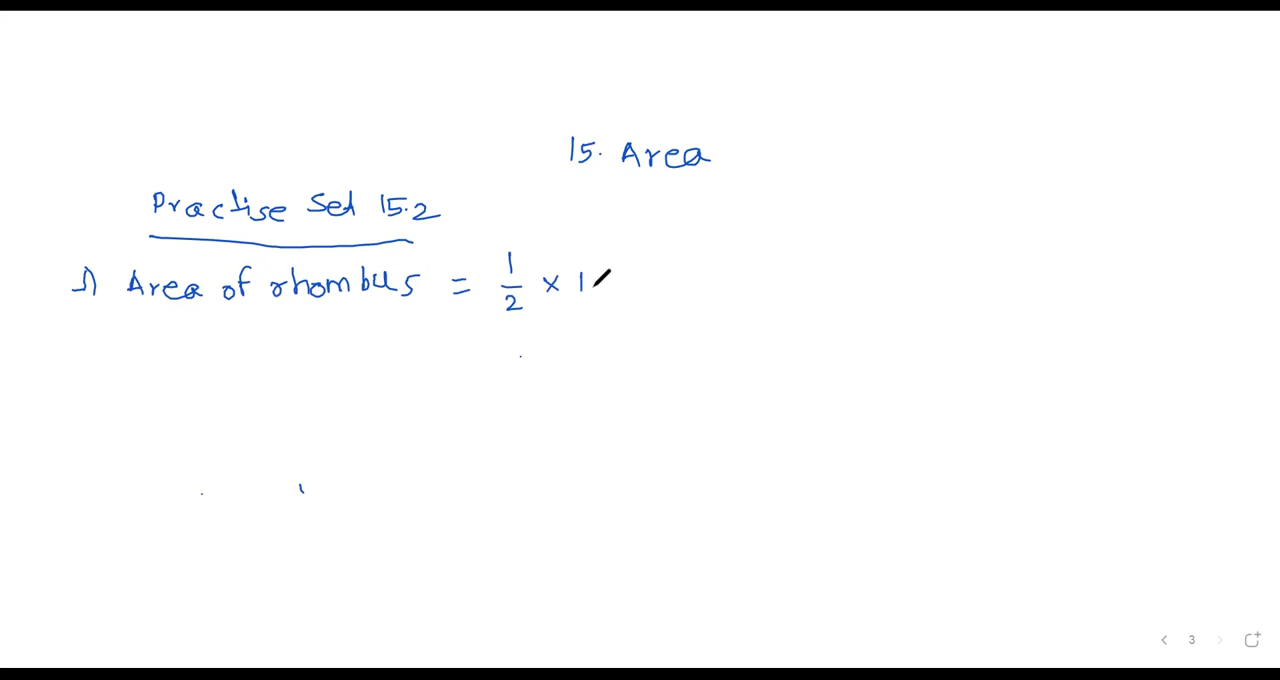 15. Area
Practise Set 15.2
1) Area of rhombus = 1/2 × 1
3